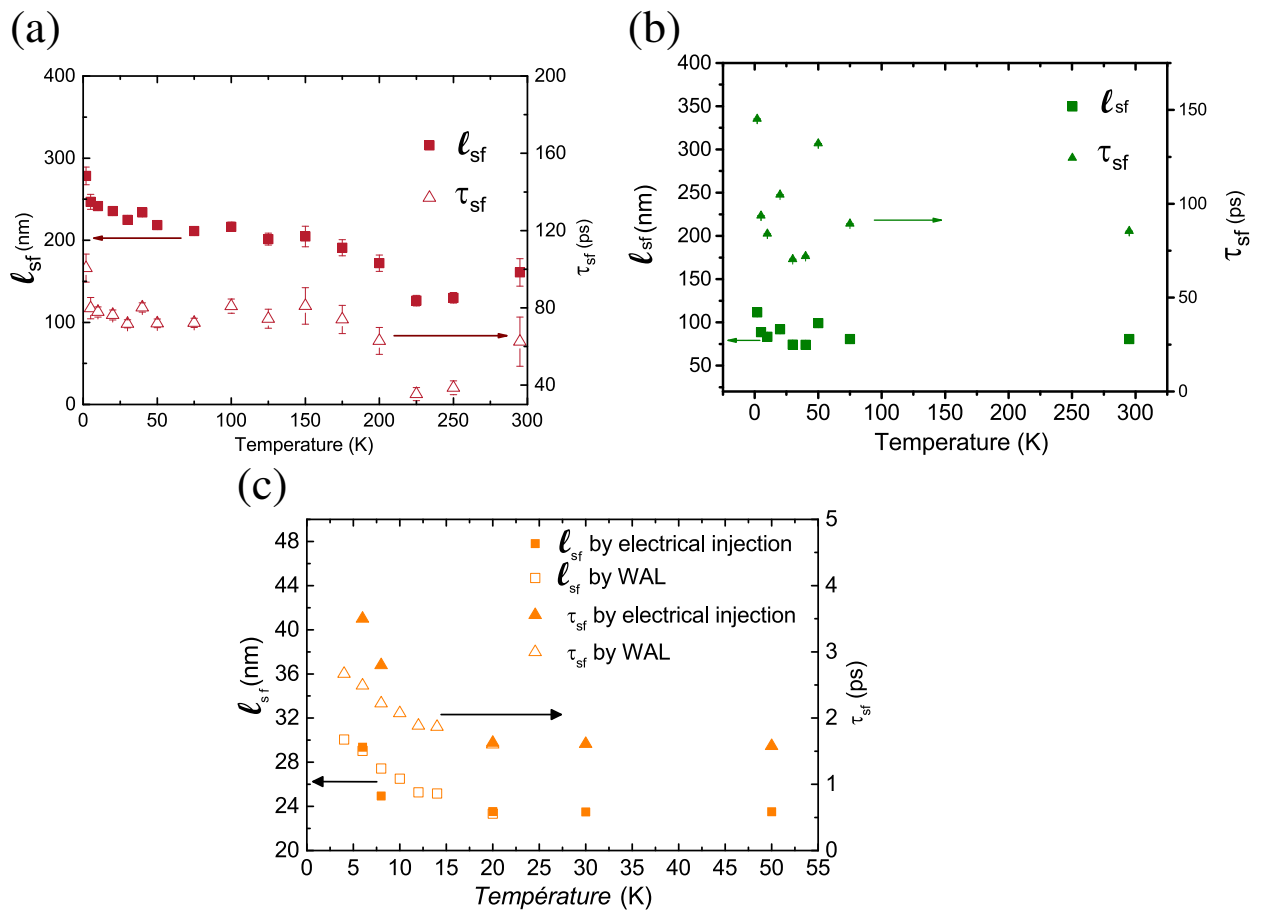 (a)
400
300
200
100
0
ℓsf (nm)
200
160
120
80
40
τsf (ps)
0 50 100 150 200 250 300
Temperature (K)
ℓsf
τsf
(b)
400
350
300
250
200
150
100
50
ℓsf (nm)
150
100
50
0
τsf (ps)
0 50 100 150 200 250 300
Temperature (K)
ℓsf
τsf
(c)
48
44
40
36
32
28
24
20
ℓsf (nm)
5
4
3
2
1
0
τsf (ps)
0 5 10 15 20 25 30 35 40 45 50 55
Température (K)
ℓsf by electrical injection
ℓsf by WAL
τsf by electrical injection
τsf by WAL